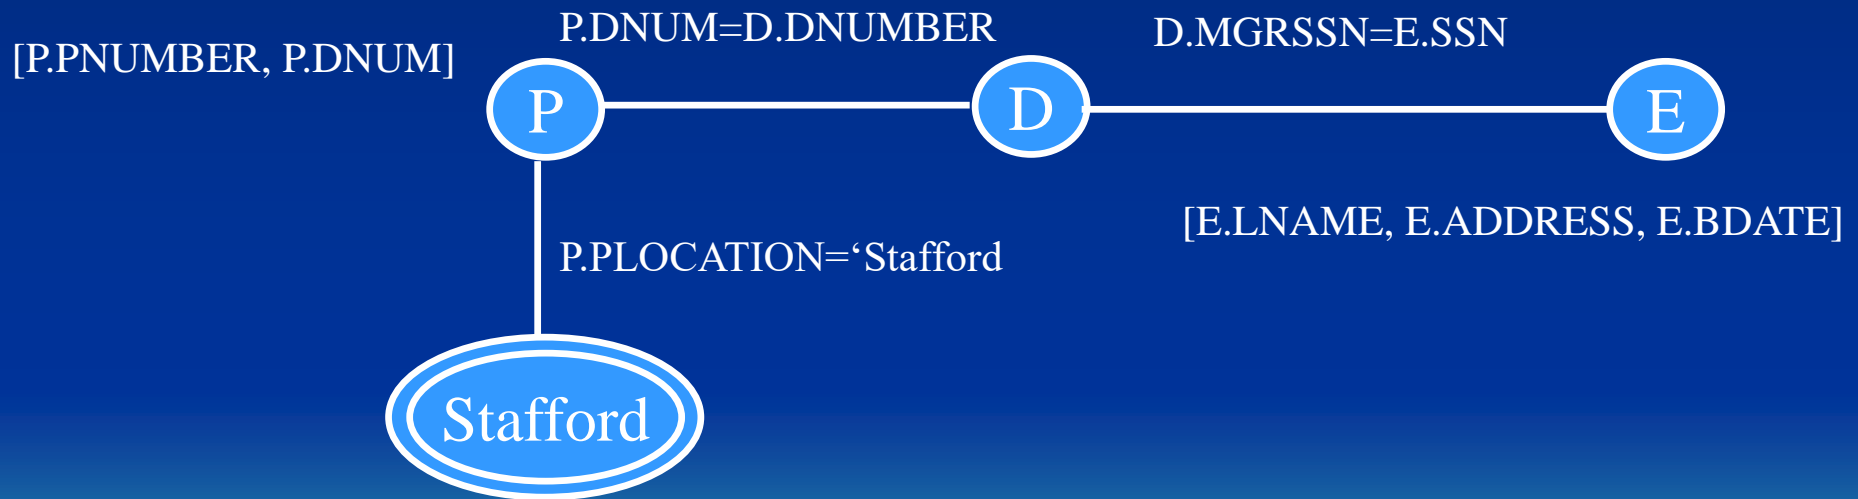 P.DNUM=D.DNUMBER
D.MGRSSN=E.SSN
[P.PNUMBER, P.DNUM]
P
D
E
[E.LNAME, E.ADDRESS, E.BDATE]
P.PLOCATION=‘Stafford
Stafford